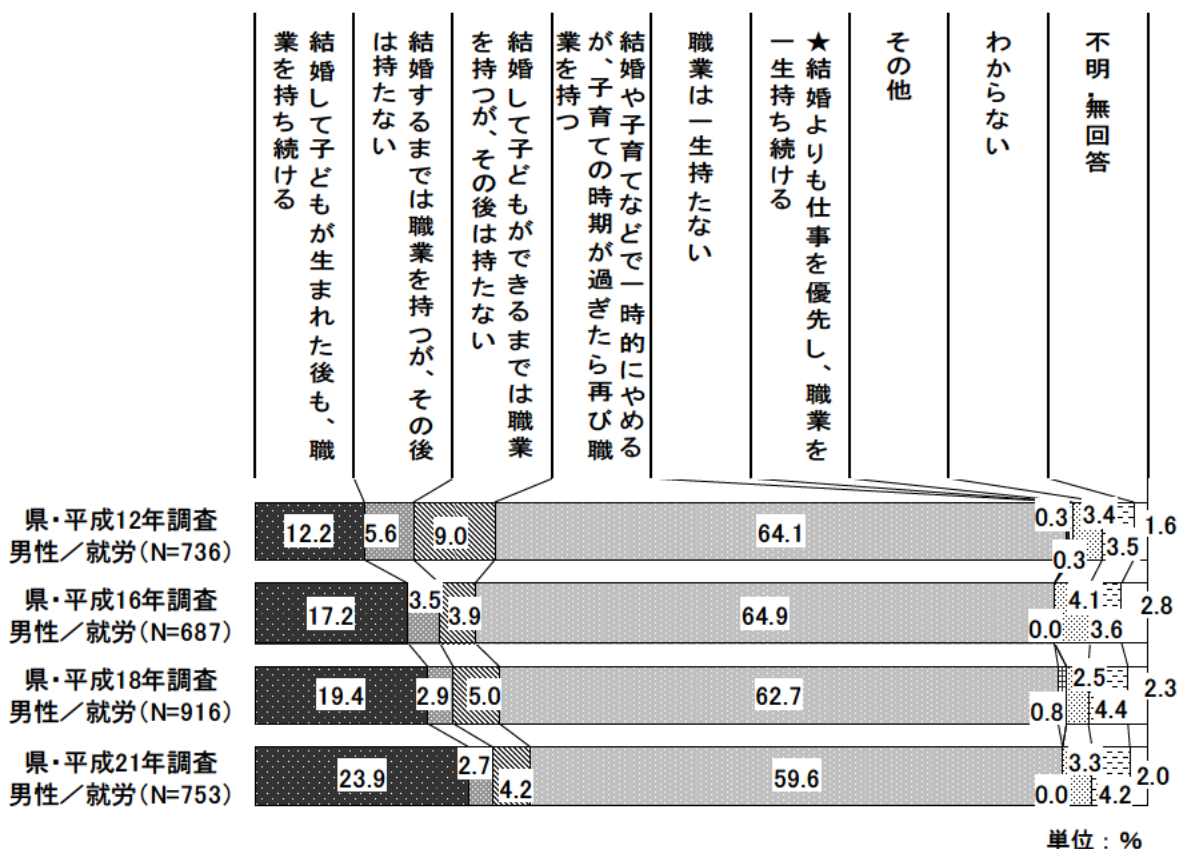 結婚して子どもが生まれた後も、職
業を持ち続ける
結婚するまでは職業を持つが、その後
は持たない
結婚して子どもができるまでは職業
を持つが、その後は持たない
結婚や子育てなどで一時的にやめる
が、子育ての時期が過ぎたら再び職
業を持つ
職業は一生持たない
★結婚よりも仕事を優先し、職業を
一生持ち続ける
その他
わからない
不明・無回答
県・平成12年調査
男性／就労(N=736)
12.2
5.6
9.0
64.1
0.3
0.3
3.4
3.5
1.6
県・平成16年調査
男性／就労(N=687)
17.2
3.5
3.9
64.9
0.0
4.1
3.6
2.8
県・平成18年調査
男性／就労(N=916)
19.4
2.9
5.0
62.7
0.8
2.5
4.4
2.3
県・平成21年調査
男性／就労(N=753)
23.9
2.7
4.2
59.6
0.0
3.3
4.2
2.0
単位：%